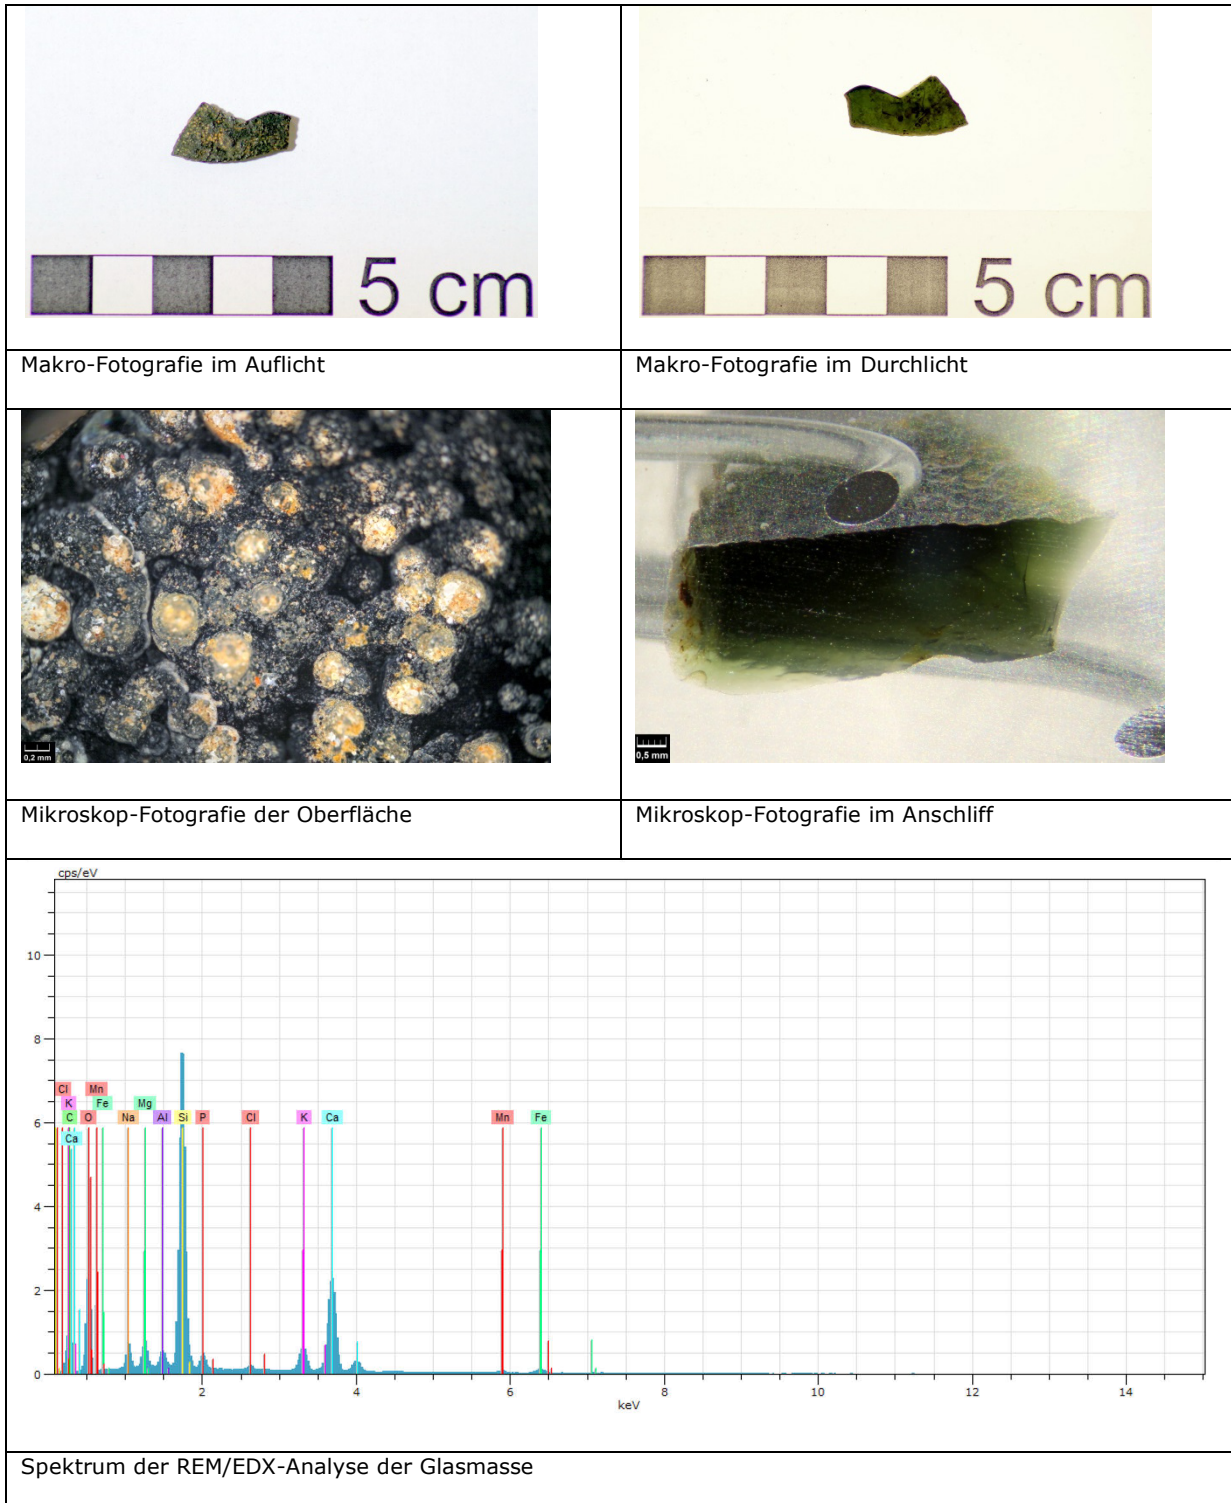 5 cm
5 cm
Makro-Fotografie im Auflicht
Makro-Fotografie im Durchlicht
0,2 mm
0,5 mm
Mikroskop-Fotografie der Oberfläche
Mikroskop-Fotografie im Anschliff
cps/eV
10
8
6
4
2
0
Cl Mn
K Fe Mg
C O Na Al Si P Cl K Ca Mn Fe
Ca
2 4 6 8 10 12 14
keV
Spektrum der REM/EDX-Analyse der Glasmasse